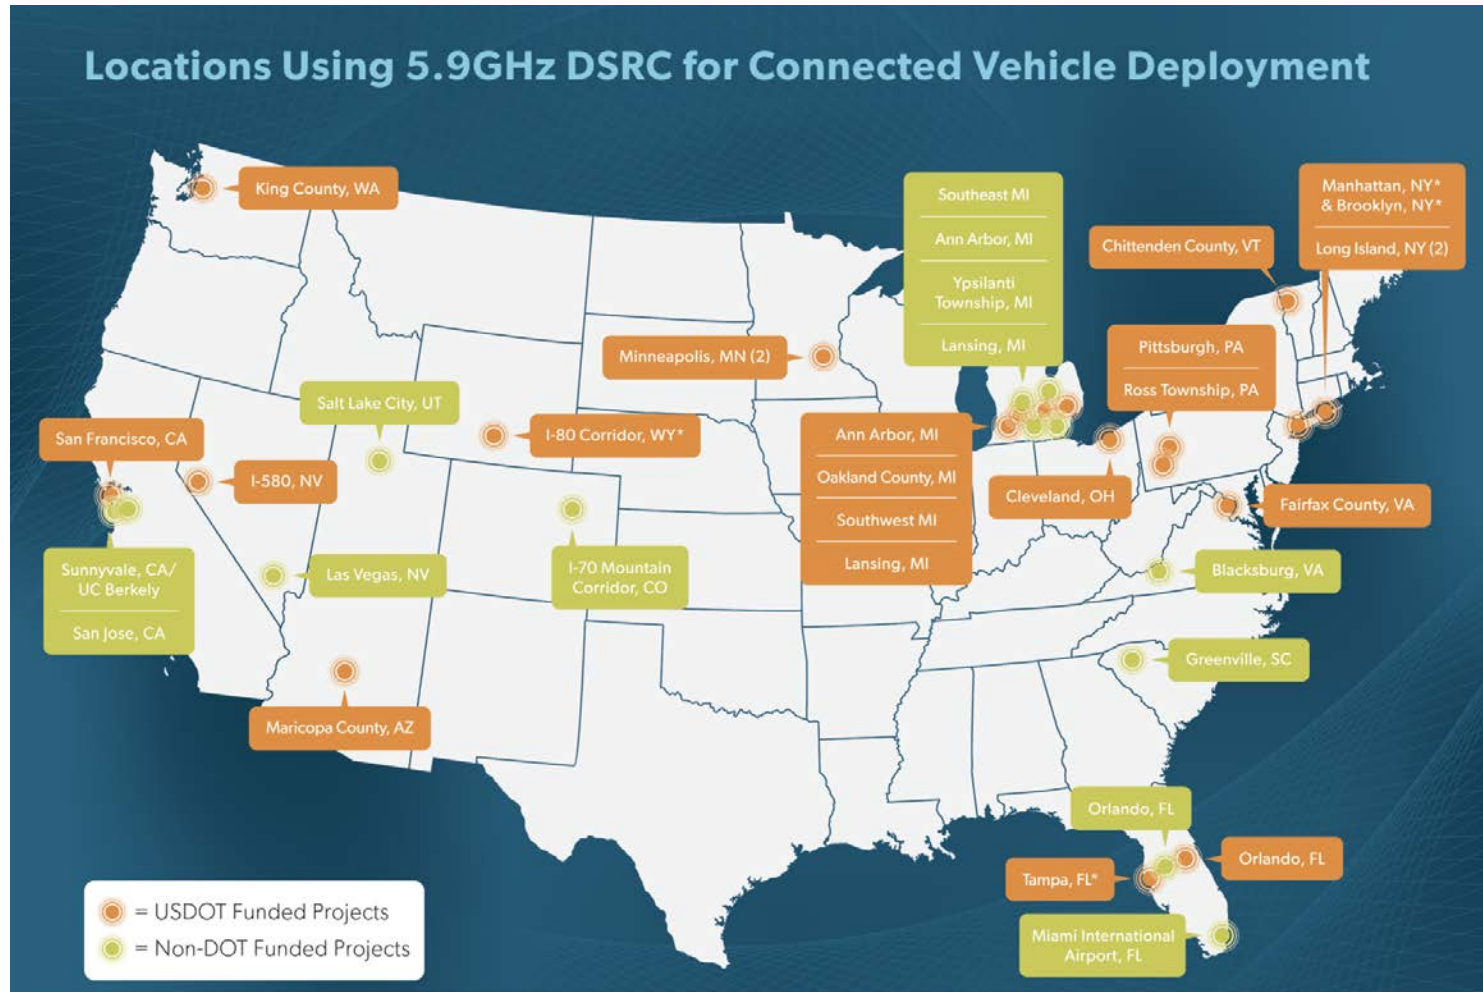 Locations Using 5.9GHz DSRC for Connected Vehicle Deployment
King County, WA
Southeast MI
Ann Arbor, MI
Ypsilanti
Township, MI
Lansing, MI
Manhattan, NY*
& Brooklyn, NY*
Long Island, NY (2)
Chittenden County, VT
Minneapolis, MN (2)
Pittsburgh, PA
Ross Township, PA
Salt Lake City, UT
San Francisco, CA
I-80 Corridor, WY*
I-580, NV
Ann Arbor, MI
Oakland County, MI
Southwest MI
Lansing, MI
Cleveland, OH
Fairfax County, VA
Sunnyvale, CA/
UC Berkely
San Jose, CA
Las Vegas, NV
I-70 Mountain
Corridor, CO
Blacksburg, VA
Greenville, SC
Maricopa County, AZ
Orlando, FL
Orlando, FL
Tampa, FL*
Miami International
Airport, FL
= USDOT Funded Projects
= Non-DOT Funded Projects